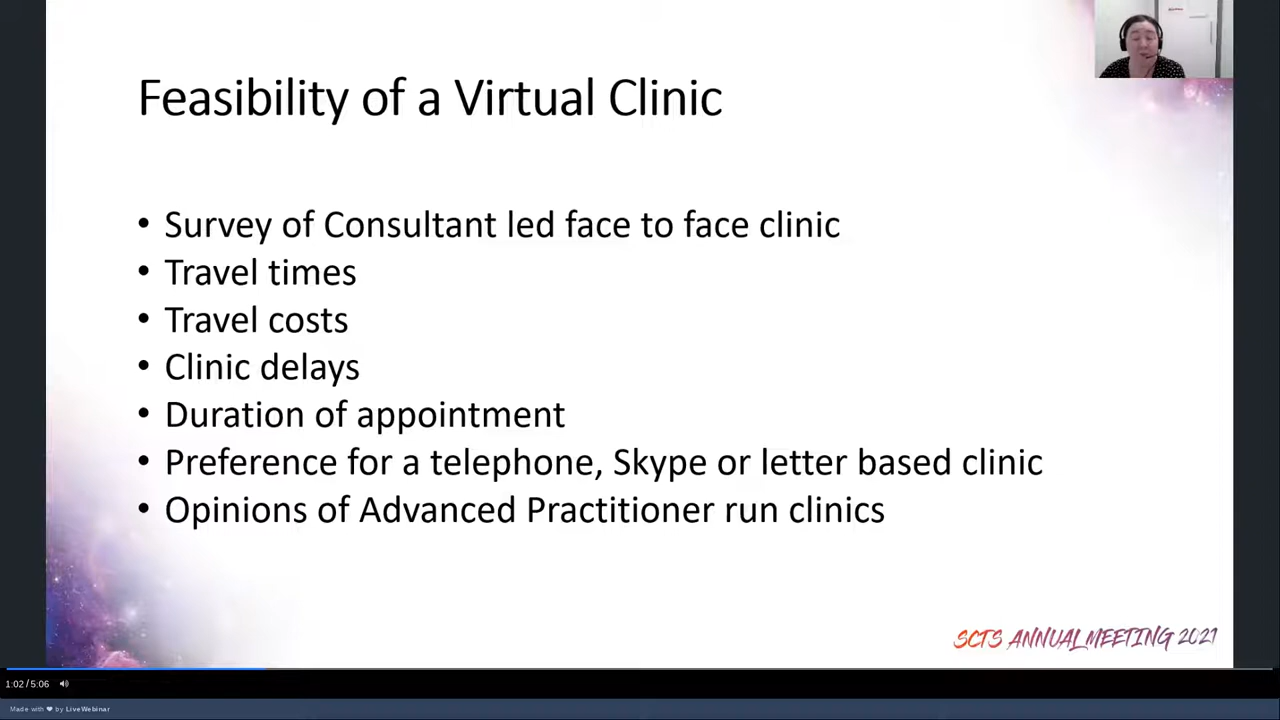 Feasibility of a Virtual Clinic
• Survey of Consultant led face to face clinic
• Travel times
• Travel costs
• Clinic delays
• Duration of appointment
• Preference for a telephone, Skype or letter based clinic
• Opinions of Advanced Practitioner run clinics
SCTS ANNUAL MEETING 2021
1:02 / 5:06
Made with ❤ by LiveWebinar